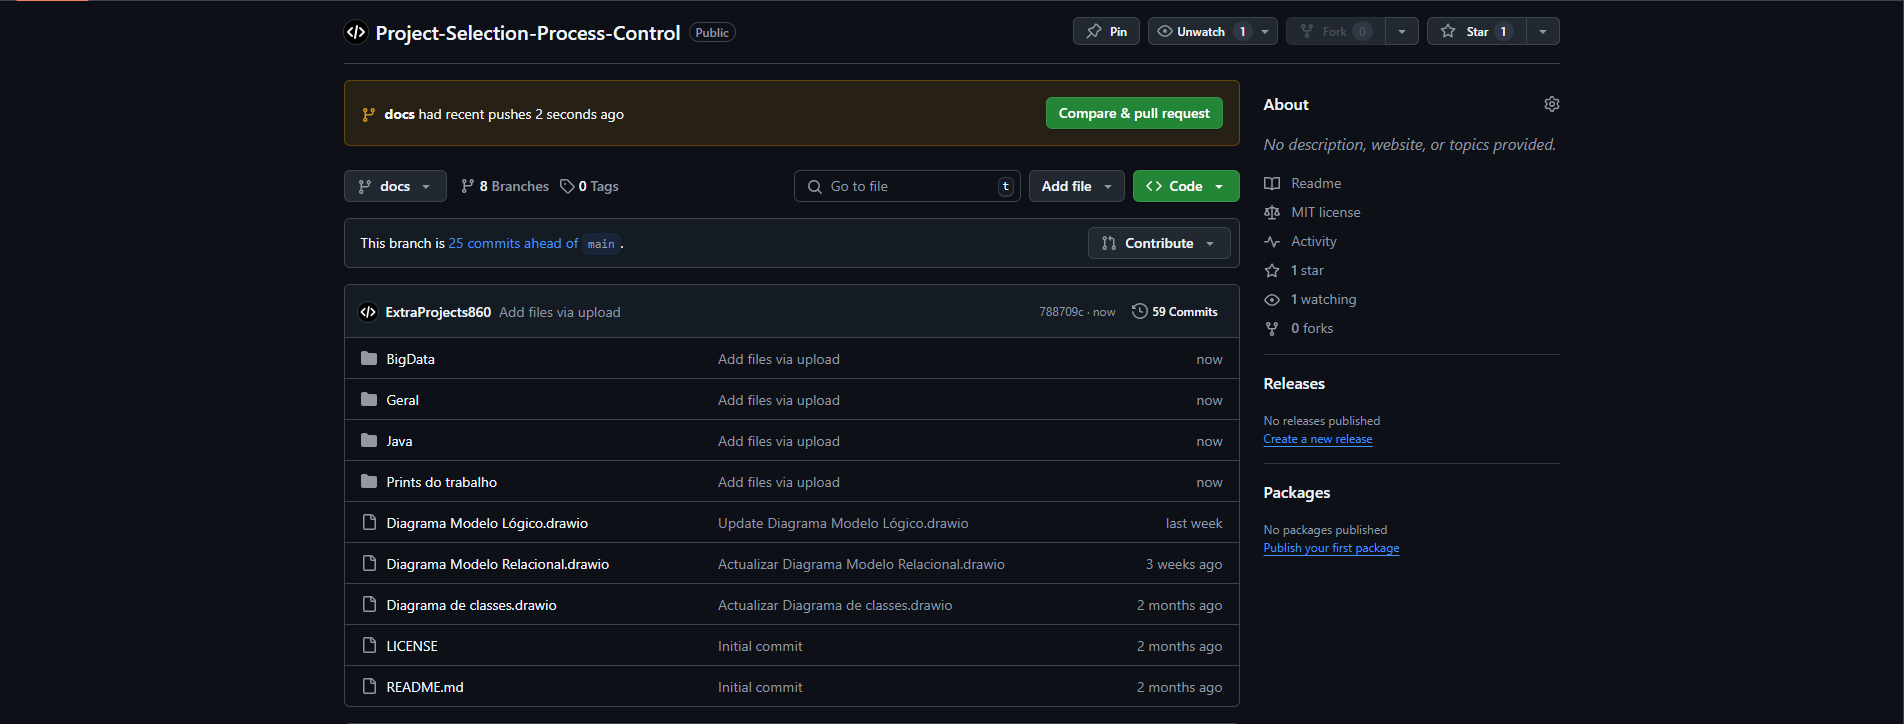 Project-Selection-Process-Control Public
Pin
Unwatch 1
Fork 0
Star 1
docs had recent pushes 2 seconds ago
Compare & pull request
docs
8 Branches
0 Tags
Go to file
t
Add file
Code
This branch is 25 commits ahead of main.
Contribute
ExtraProjects860 Add files via upload 788709c · now 59 Commits
BigData Add files via upload now
Geral Add files via upload now
Java Add files via upload now
Prints do trabalho Add files via upload now
Diagrama Modelo Lógico.drawio Update Diagrama Modelo Lógico.drawio last week
Diagrama Modelo Relacional.drawio Actualizar Diagrama Modelo Relacional.drawio 3 weeks ago
Diagrama de classes.drawio Actualizar Diagrama de classes.drawio 2 months ago
LICENSE Initial commit 2 months ago
README.md Initial commit 2 months ago
About
No description, website, or topics provided.
Readme
MIT license
Activity
1 star
1 watching
0 forks
Releases
No releases published
Create a new release
Packages
No packages published
Publish your first package